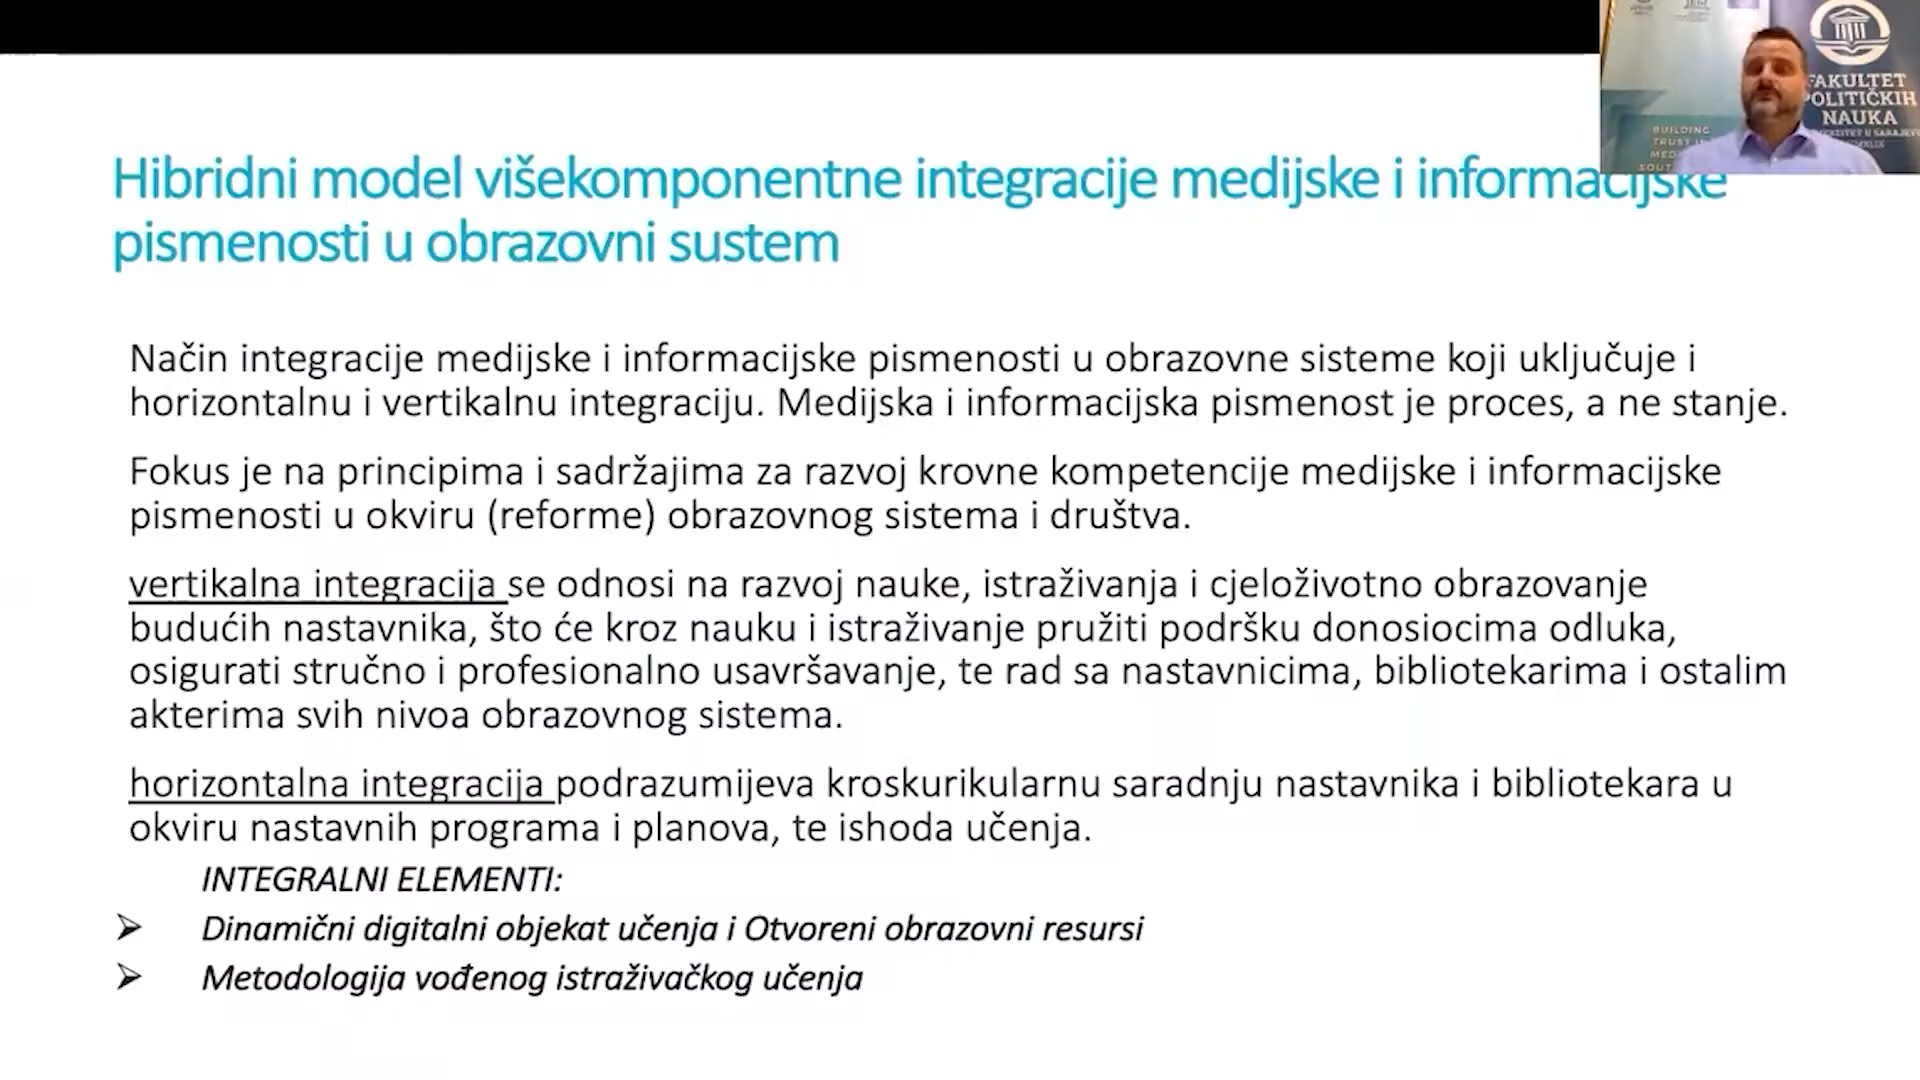 Hibridni model višekomponentne integracije medijske i informacijske
pismenosti u obrazovni sustem
Način integracije medijske i informacijske pismenosti u obrazovne sisteme koji uključuje i
horizontalnu i vertikalnu integraciju. Medijska i informacijska pismenost je proces, a ne stanje.
Fokus je na principima i sadržajima za razvoj krovne kompetencije medijske i informacijske
pismenosti u okviru (reforme) obrazovnog sistema i društva.
vertikalna integracija se odnosi na razvoj nauke, istraživanja i cjeloživotno obrazovanje
budućih nastavnika, što će kroz nauku i istraživanje pružiti podršku donosiocima odluka,
osigurati stručno i profesionalno usavršavanje, te rad sa nastavnicima, bibliotekarima i ostalim
akterima svih nivoa obrazovnog sistema.
horizontalna integracija podrazumijeva kroskurikularnu saradnju nastavnika i bibliotekara u
okviru nastavnih programa i planova, te ishoda učenja.
INTEGRALNI ELEMENTI:
Dinamični digitalni objekat učenja i Otvoreni obrazovni resursi
Metodologija vođenog istraživačkog učenja
BUILDING
TRUST I
MED
SOUT
FAKULTET
POLITIČKIH
NAUKA